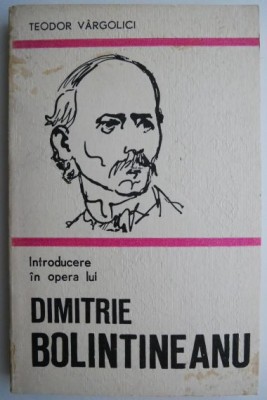 TEODOR VÂRGOLICI
Introducere
în opera lui
DIMITRIE
BOLINTINEANU